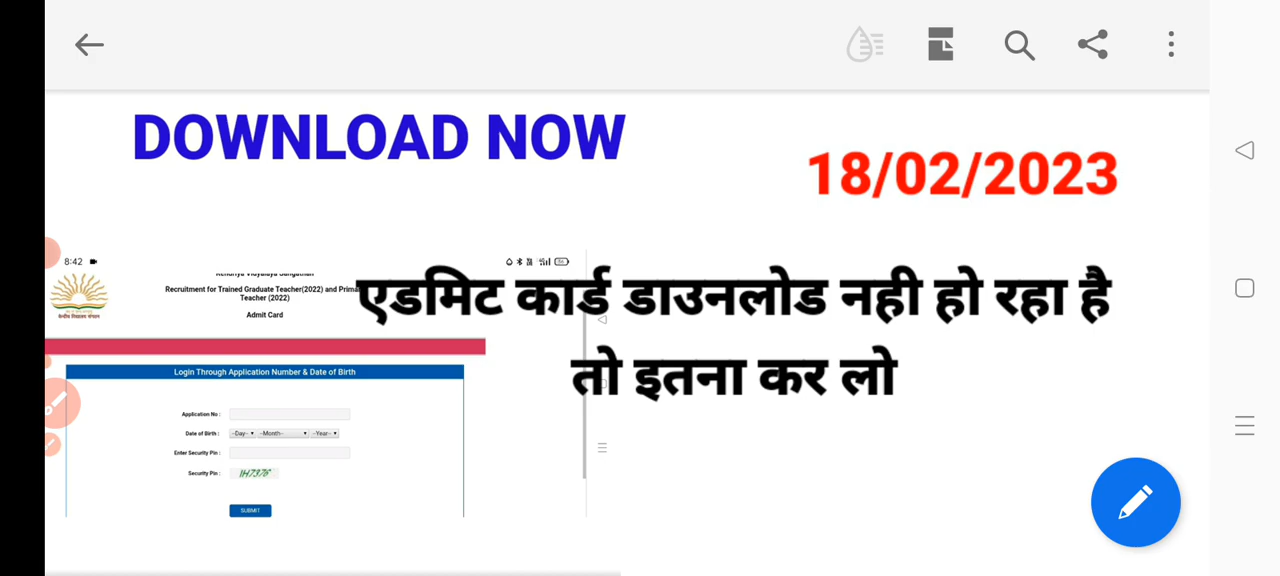 DOWNLOAD NOW
18/02/2023
8:42
Kendriya Vidyalaya Sangathan
Recruitment for Trained Graduate Teacher(2022) and
Teacher (2022)
Admit Card
केन्द्रीय विद्यालय संगठन
एडमिट कार्ड डाउनलोड नही हो रहा है
तो इतना कर लो
Login Through Application Number & Date of Birth
Application No :
Date of Birth : --Day-- --Month-- --Year--
Enter Security Pin :
Security Pin :
SUBMIT